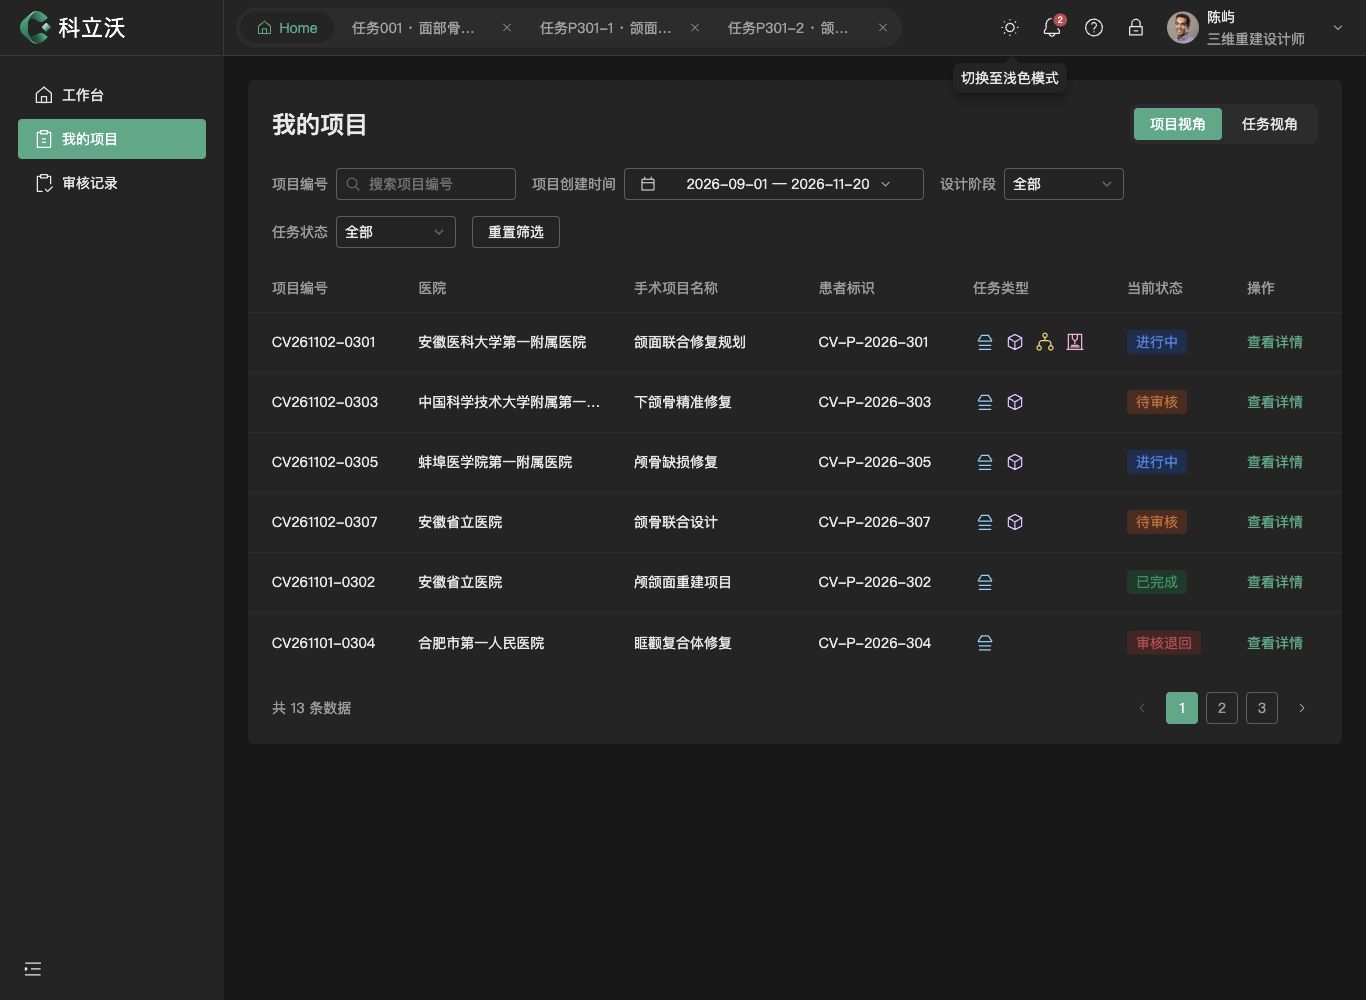 科立沃
Home
任务001 · 面部骨...
任务P301-1 · 颌面...
任务P301-2 · 颌...
2
陈屿
三维重建设计师
切换至浅色模式
工作台
我的项目
审核记录
我的项目
项目视角
任务视角
项目编号
搜索项目编号
项目创建时间
2026-09-01 — 2026-11-20
设计阶段
全部
任务状态
全部
重置筛选
项目编号 医院 手术项目名称 患者标识 任务类型 当前状态 操作
CV261102-0301 安徽医科大学第一附属医院 颌面联合修复规划 CV-P-2026-301 进行中 查看详情
CV261102-0303 中国科学技术大学附属第一... 下颌骨精准修复 CV-P-2026-303 待审核 查看详情
CV261102-0305 蚌埠医学院第一附属医院 颅骨缺损修复 CV-P-2026-305 进行中 查看详情
CV261102-0307 安徽省立医院 颌骨联合设计 CV-P-2026-307 待审核 查看详情
CV261101-0302 安徽省立医院 颅颌面重建项目 CV-P-2026-302 已完成 查看详情
CV261101-0304 合肥市第一人民医院 眶颧复合体修复 CV-P-2026-304 审核退回 查看详情
共 13 条数据
1 2 3